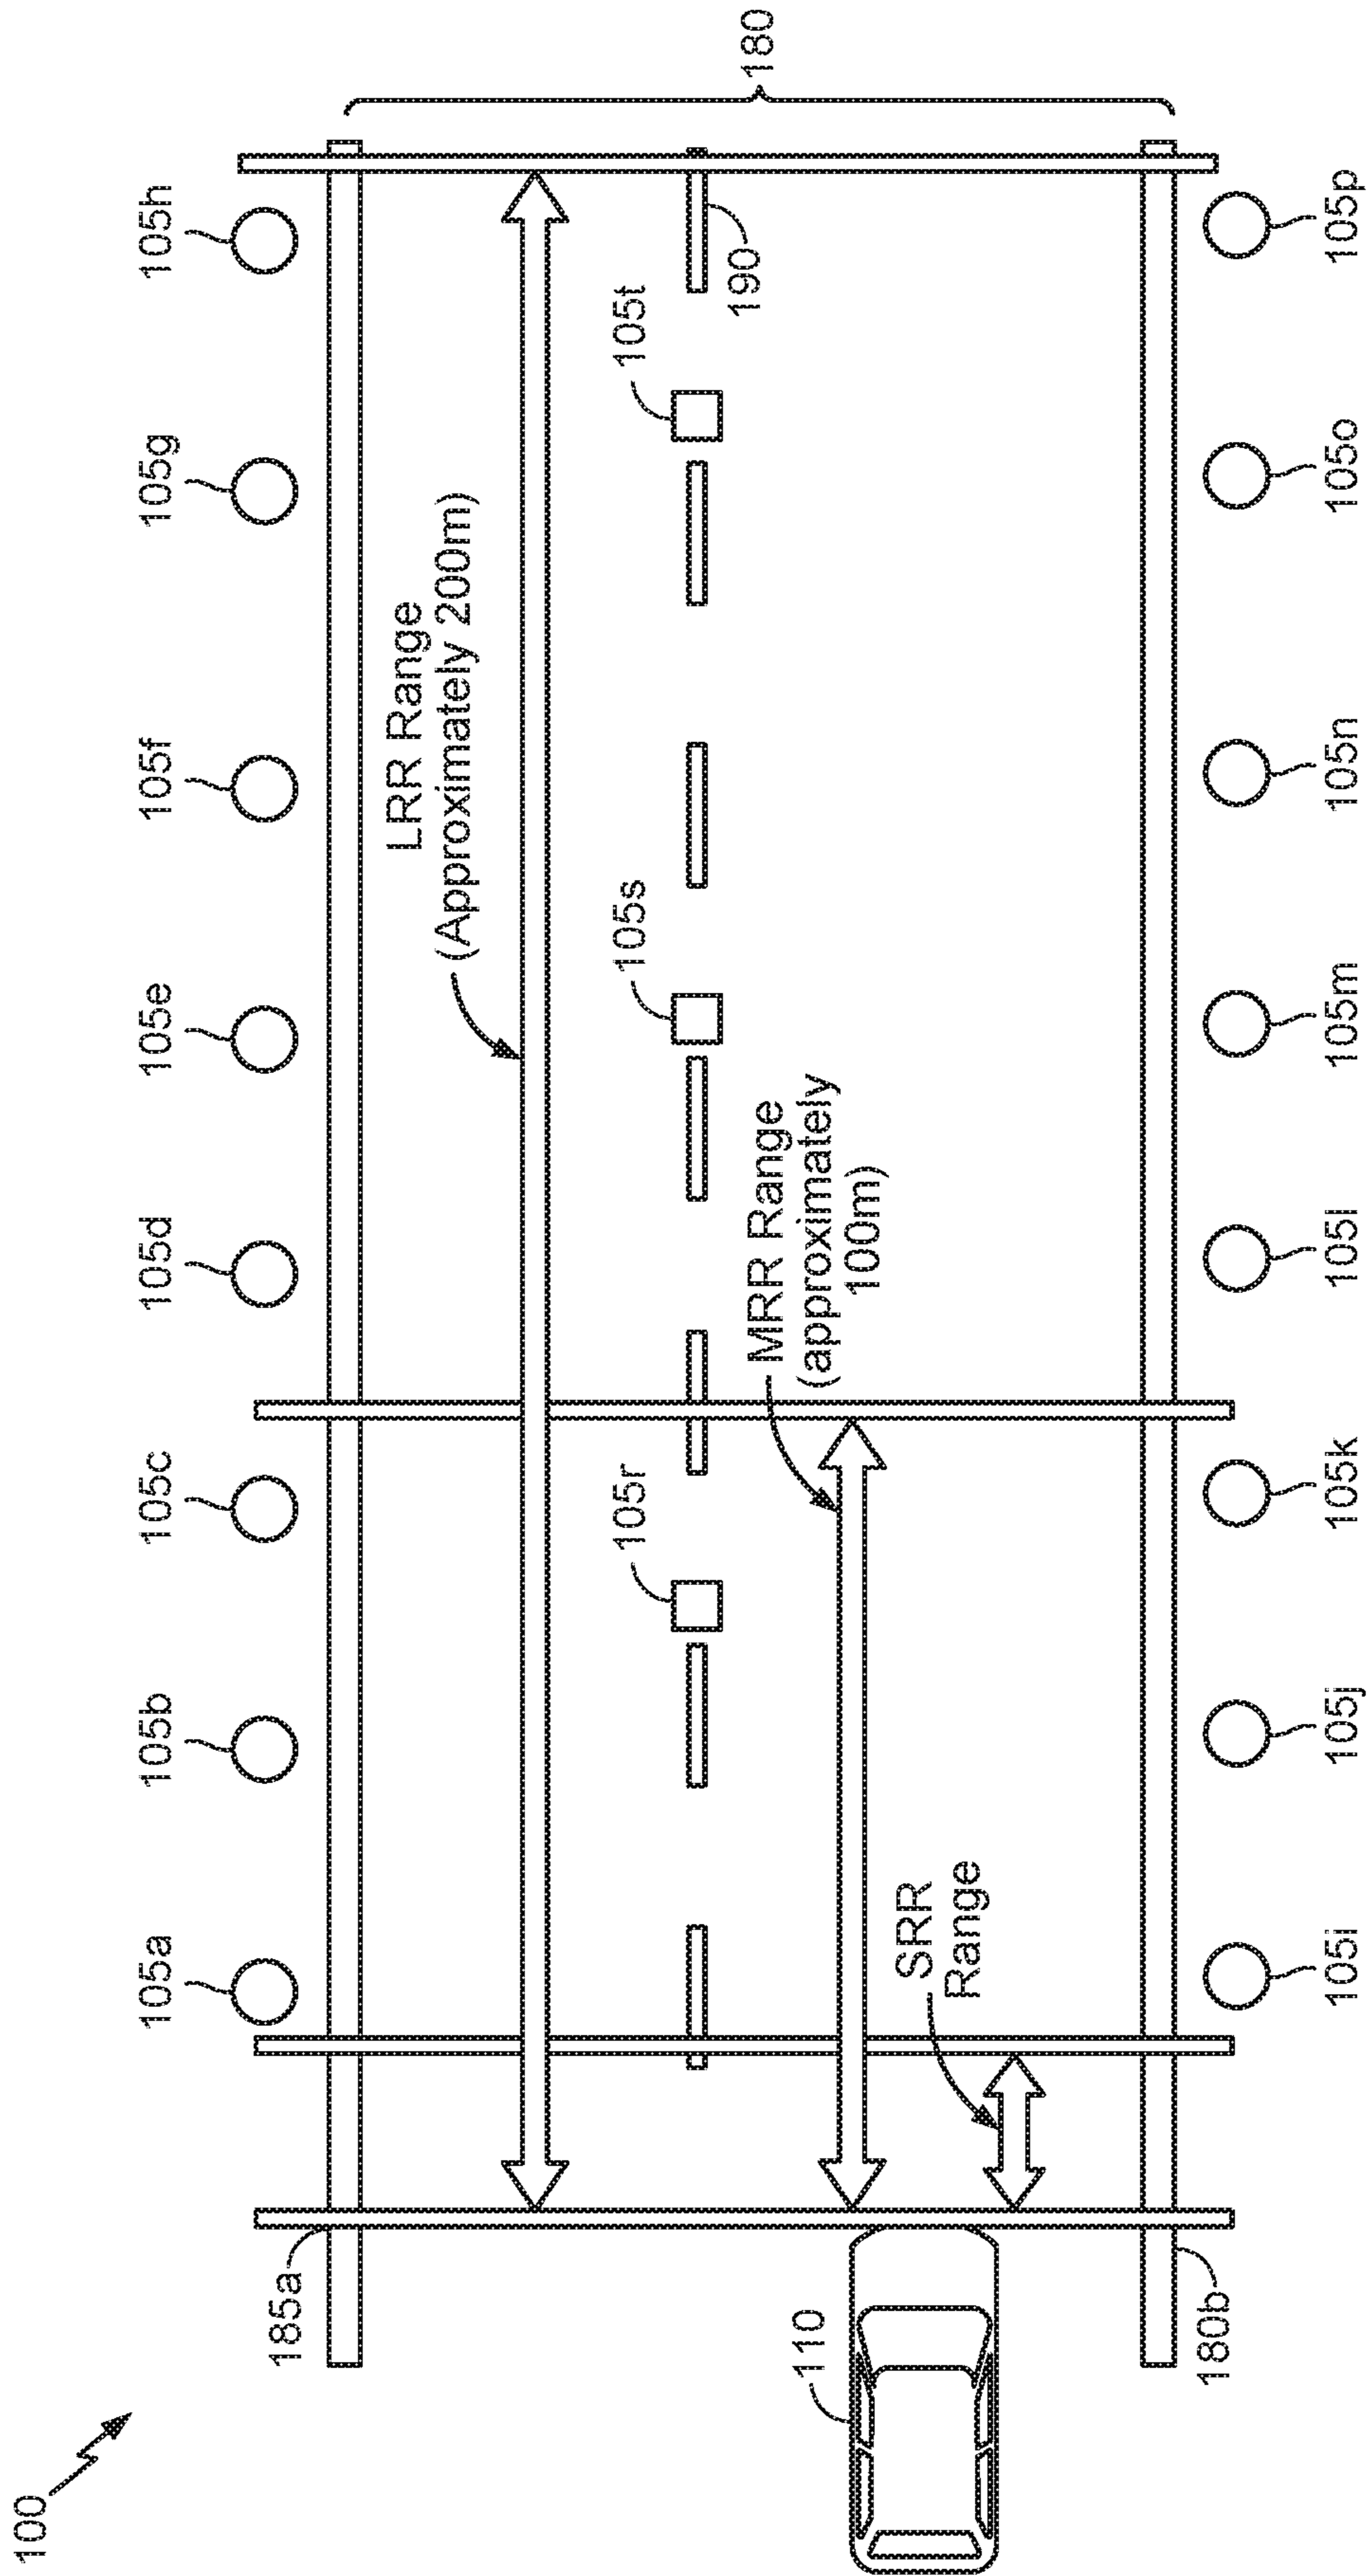 100
105a
105b
105c
105d
105e
105f
105g
105h
185a
LRR Range
(Approximately 200m)
180
105r
105s
105t
190
110
MRR Range
(approximately
100m)
SRR
Range
180b
105i
105j
105k
105l
105m
105n
105o
105p